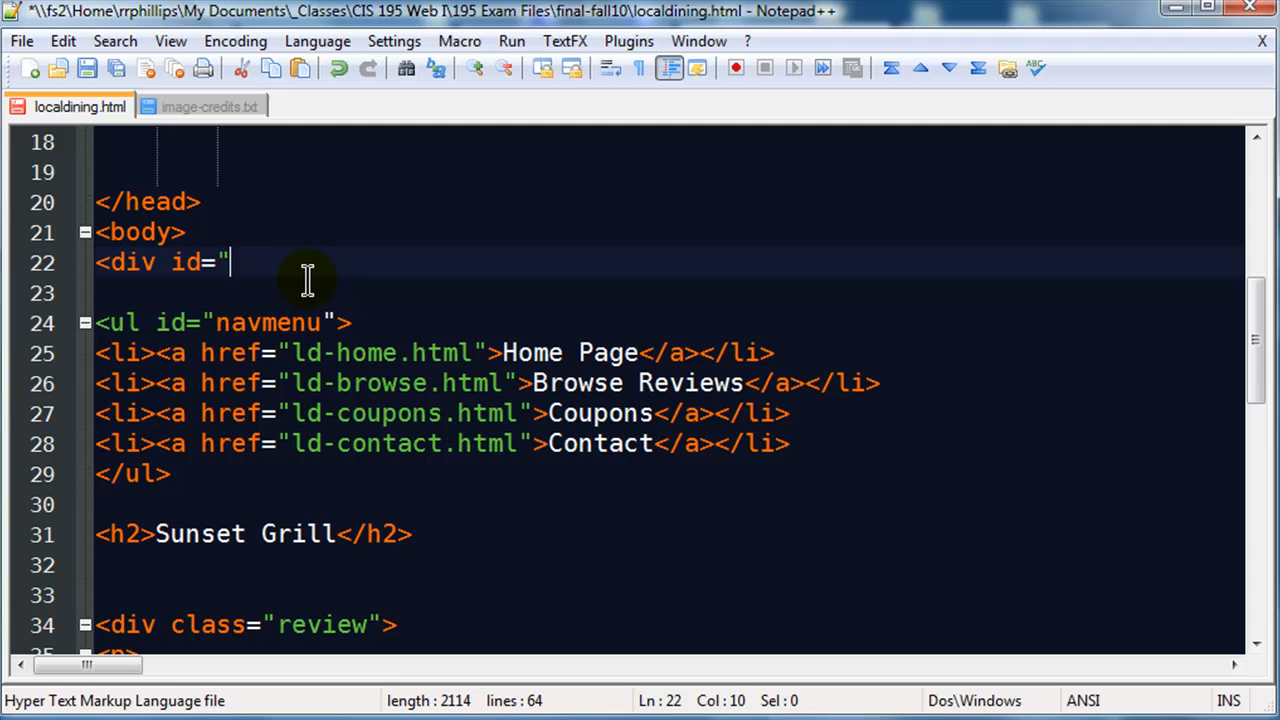 *\\fs2\Home\rrphillips\My Documents\_Classes\CIS 195 Web I\195 Exam Files\final-fall10\localdining.html - Notepad++
File Edit Search View Encoding Language Settings Macro Run TextFX Plugins Window ? X
localdining.html image-credits.txt
18
19
20 </head>
21 <body>
22 <div id="
23
24 <ul id="navmenu">
25 <li><a href="ld-home.html">Home Page</a></li>
26 <li><a href="ld-browse.html">Browse Reviews</a></li>
27 <li><a href="ld-coupons.html">Coupons</a></li>
28 <li><a href="ld-contact.html">Contact</a></li>
29 </ul>
30
31 <h2>Sunset Grill</h2>
32
33
34 <div class="review">
35 <p>
Hyper Text Markup Language file length : 2114 lines : 64 Ln : 22 Col : 10 Sel : 0 Dos\Windows ANSI INS